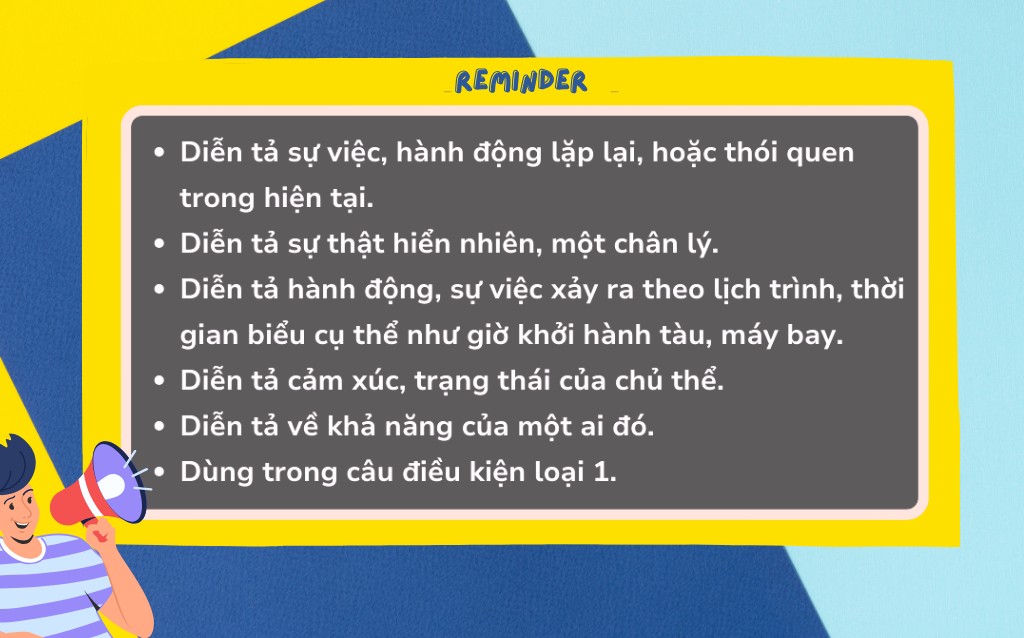 REMINDER
• Diễn tả sự việc, hành động lặp lại, hoặc thói quen
trong hiện tại.
• Diễn tả sự thật hiển nhiên, một chân lý.
• Diễn tả hành động, sự việc xảy ra theo lịch trình, thời
gian biểu cụ thể như giờ khởi hành tàu, máy bay.
• Diễn tả cảm xúc, trạng thái của chủ thể.
• Diễn tả về khả năng của một ai đó.
• Dùng trong câu điều kiện loại 1.